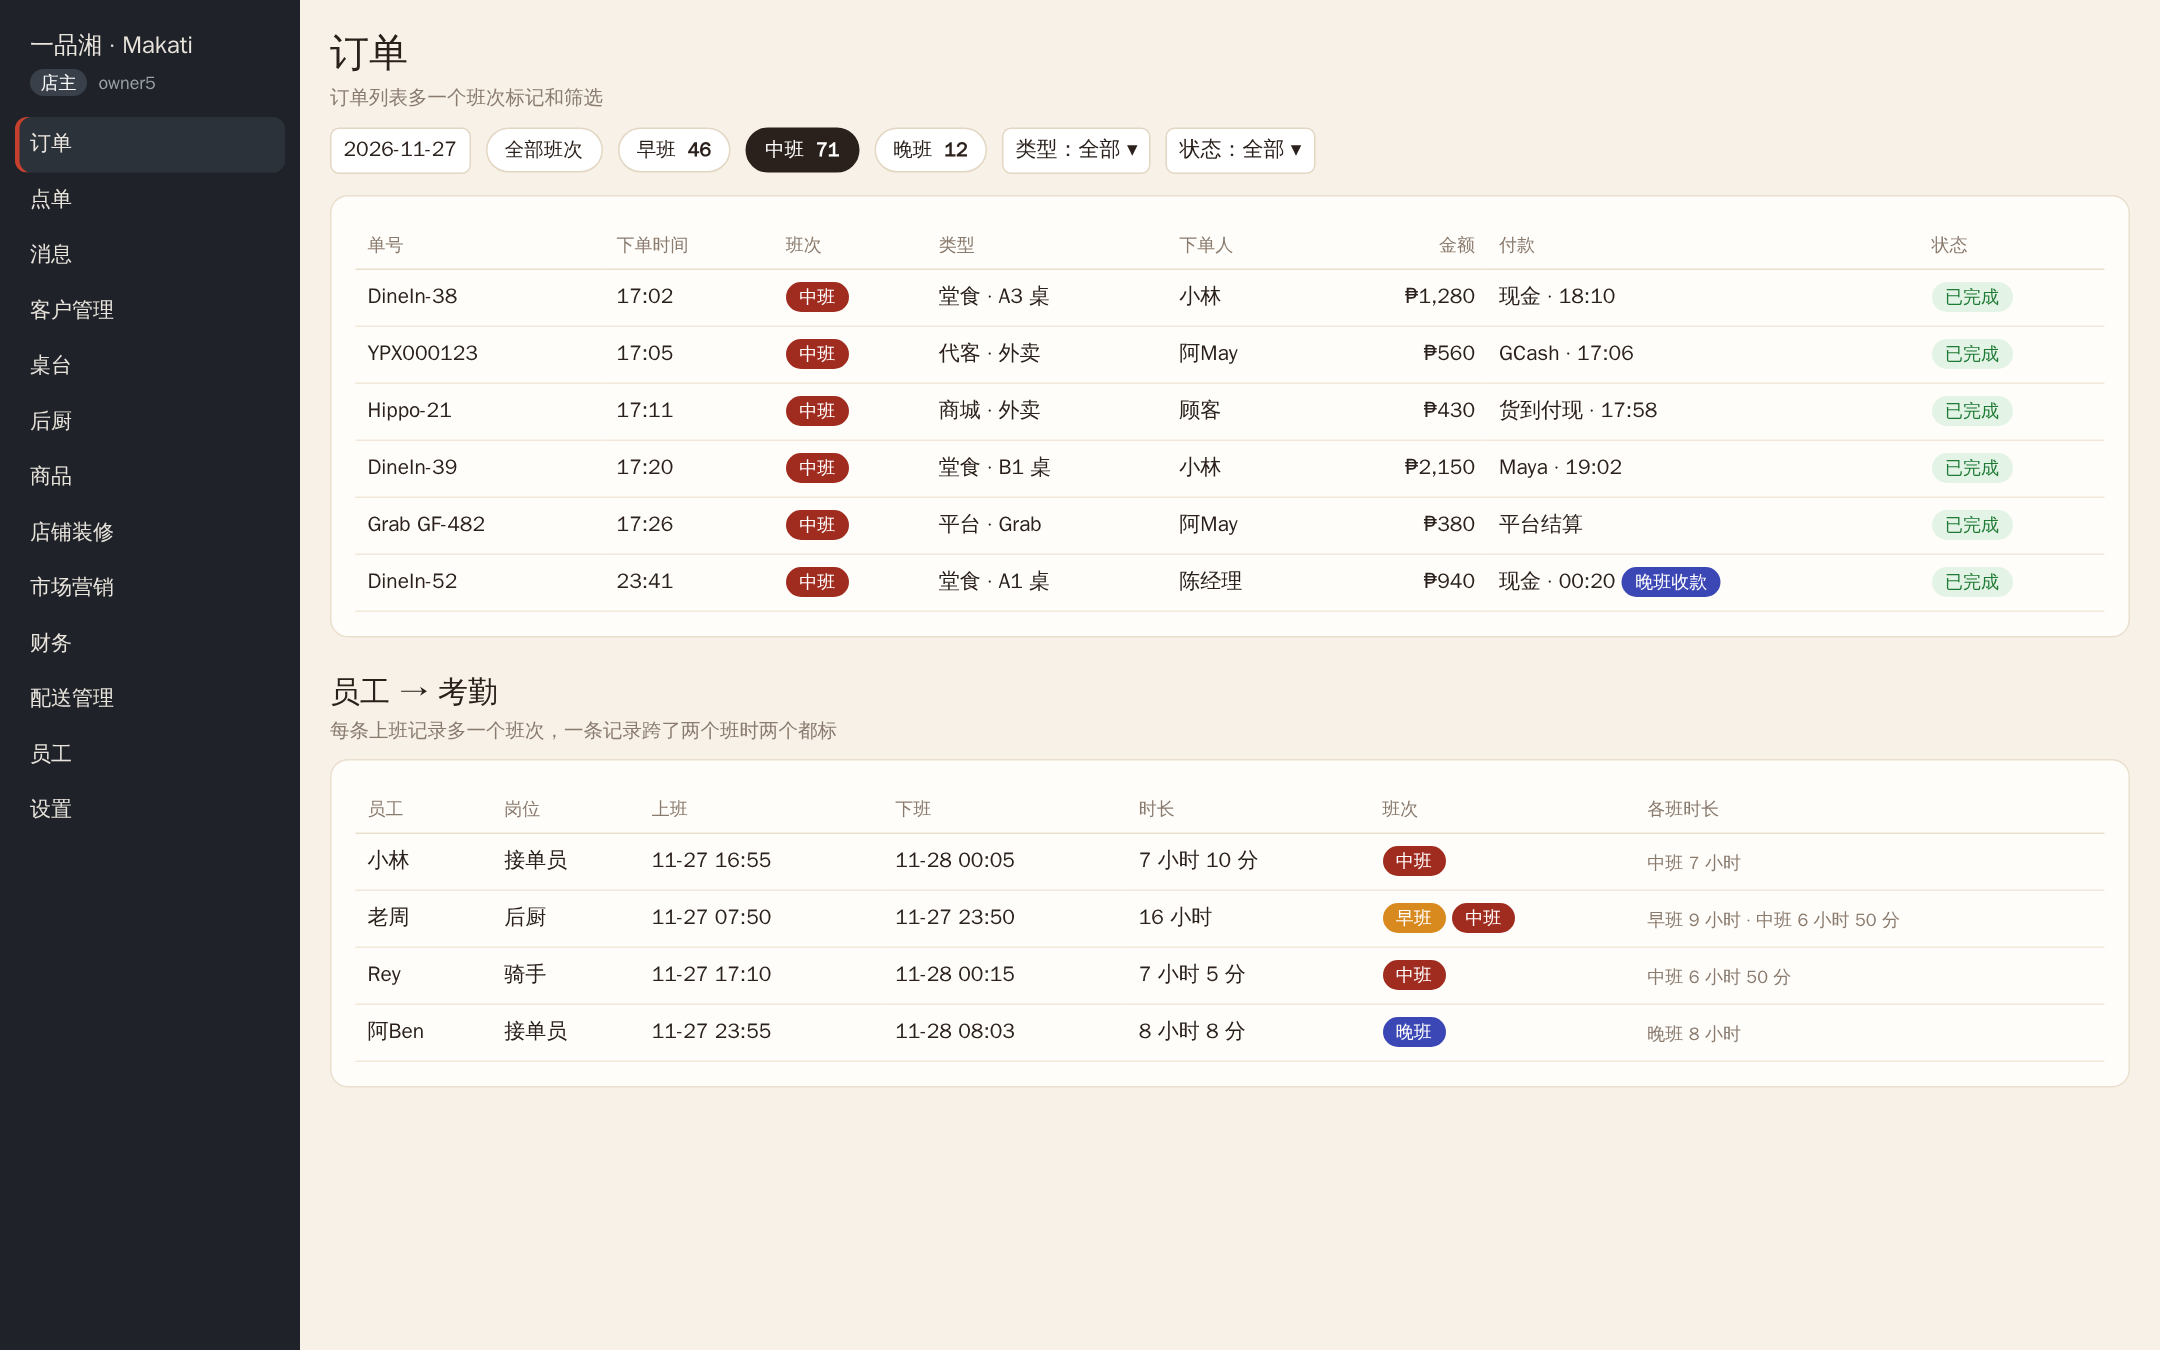 一品湘 · Makati
店主 owner5
订单
点单
消息
客户管理
桌台
后厨
商品
店铺装修
市场营销
财务
配送管理
员工
设置
订单
订单列表多一个班次标记和筛选
2026-11-27 全部班次 早班 46 中班 71 晚班 12 类型：全部 ▾ 状态：全部 ▾
单号 下单时间 班次 类型 下单人 金额 付款 状态
DineIn-38 17:02 中班 堂食 · A3 桌 小林 ₱1,280 现金 · 18:10 已完成
YPX000123 17:05 中班 代客 · 外卖 阿May ₱560 GCash · 17:06 已完成
Hippo-21 17:11 中班 商城 · 外卖 顾客 ₱430 货到付现 · 17:58 已完成
DineIn-39 17:20 中班 堂食 · B1 桌 小林 ₱2,150 Maya · 19:02 已完成
Grab GF-482 17:26 中班 平台 · Grab 阿May ₱380 平台结算 已完成
DineIn-52 23:41 中班 堂食 · A1 桌 陈经理 ₱940 现金 · 00:20 晚班收款 已完成
员工 → 考勤
每条上班记录多一个班次，一条记录跨了两个班时两个都标
员工 岗位 上班 下班 时长 班次 各班时长
小林 接单员 11-27 16:55 11-28 00:05 7 小时 10 分 中班 中班 7 小时
老周 后厨 11-27 07:50 11-27 23:50 16 小时 早班 中班 早班 9 小时 · 中班 6 小时 50 分
Rey 骑手 11-27 17:10 11-28 00:15 7 小时 5 分 中班 中班 6 小时 50 分
阿Ben 接单员 11-27 23:55 11-28 08:03 8 小时 8 分 晚班 晚班 8 小时